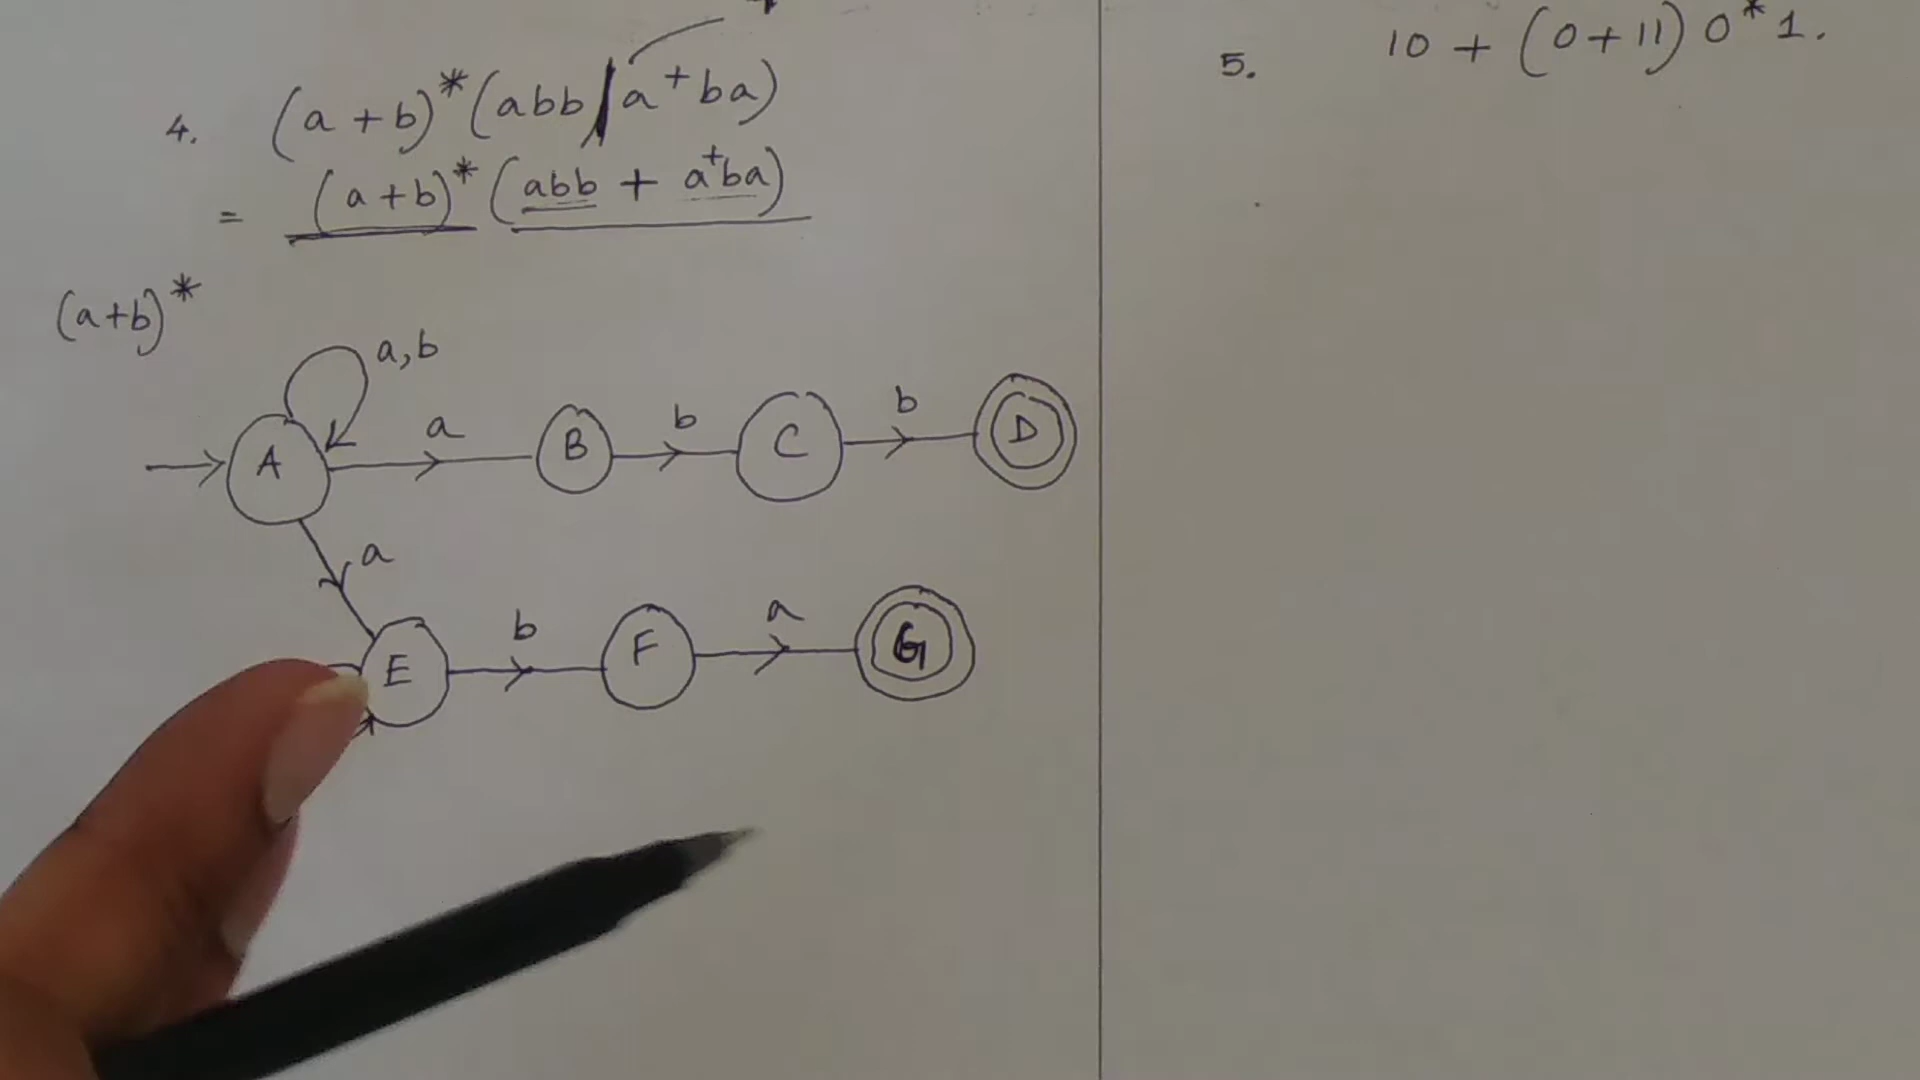 4. (a + b)* (abb / a⁺ba)
= (a + b)* (abb + a⁺ba)
(a+b)*
a, b
A a B b C b D
a
E b F a G
5. 10 + (0 + 11) 0* 1.